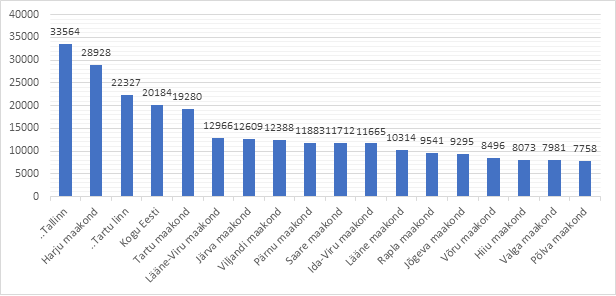 40000
35000
30000
25000
20000
15000
10000
5000
0
33564
28928
22327
20184
19280
12966
12609
12388
11883
11712
11665
10314
9541
9295
8496
8073
7981
7758
..Tallinn
Harju maakond
..Tartu linn
Kogu Eesti
Tartu maakond
Lääne-Viru maakond
Järva maakond
Viljandi maakond
Pärnu maakond
Saare maakond
Ida-Viru maakond
Lääne maakond
Rapla maakond
Jõgeva maakond
Võru maakond
Hiiu maakond
Valga maakond
Põlva maakond